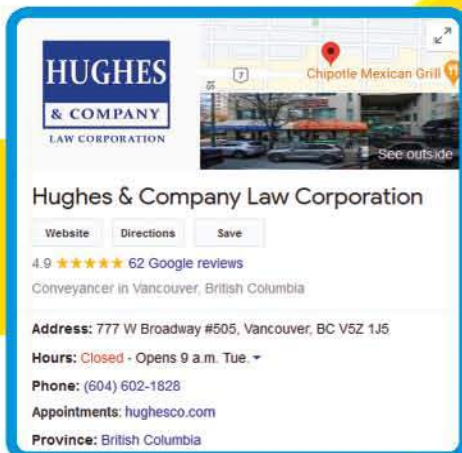 HUGHES
& COMPANY
LAW CORPORATION
St
7
Chipotle Mexican Grill
See outside
Hughes & Company Law Corporation
Website Directions Save
4.9 ★★★★★ 62 Google reviews
Conveyancer in Vancouver, British Columbia
Address: 777 W Broadway #505, Vancouver, BC V5Z 1J5
Hours: Closed - Opens 9 a.m. Tue.
Phone: (604) 602-1828
Appointments: hughesco.com
Province: British Columbia